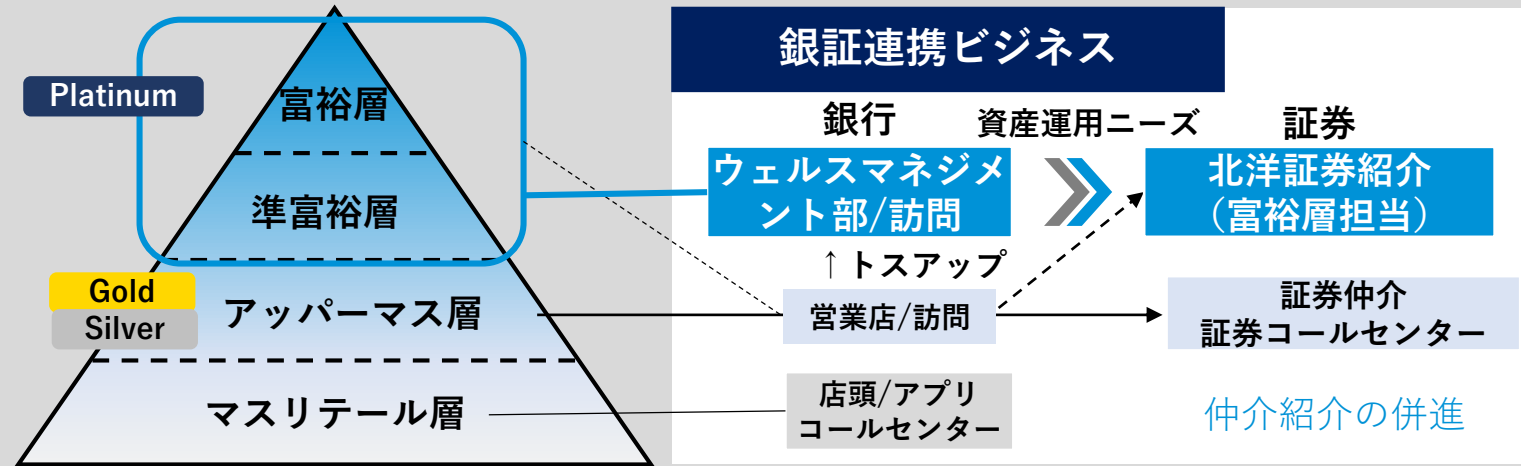 銀証連携ビジネス
Platinum
富裕層
準富裕層
Gold
Silver
アッパーマス層
マスリテール層
銀行
資産運用ニーズ
証券
ウェルスマネジメ
ント部/訪問
北洋証券紹介
（富裕層担当）
↑トスアップ
営業店/訪問
証券仲介
証券コールセンター
店頭/アプリ
コールセンター
仲介紹介の併進